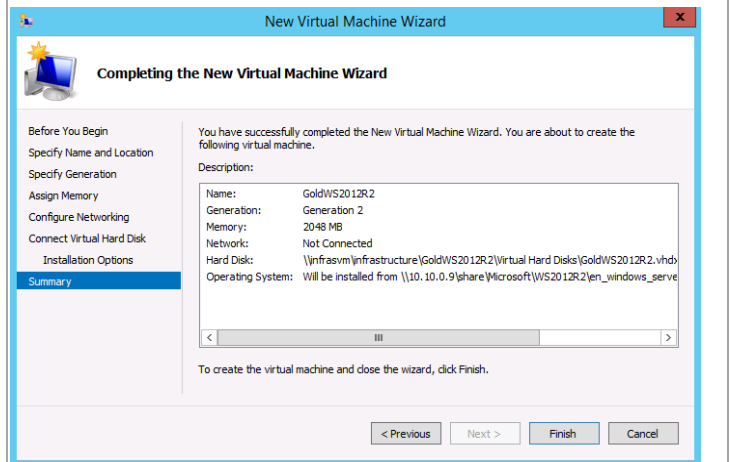 New Virtual Machine Wizard
x
Completing the New Virtual Machine Wizard
Before You Begin
Specify Name and Location
Specify Generation
Assign Memory
Configure Networking
Connect Virtual Hard Disk
Installation Options
Summary
You have successfully completed the New Virtual Machine Wizard. You are about to create the
following virtual machine.
Description:
Name: GoldWS2012R2
Generation: Generation 2
Memory: 2048 MB
Network: Not Connected
Hard Disk: \\infrasvm\infrastructure\GoldWS2012R2\Virtual Hard Disks\GoldWS2012R2.vhdx
Operating System: Will be installed from \\10.10.0.9\share\Microsoft\WS2012R2\en_windows_serve
To create the virtual machine and close the wizard, click Finish.
< Previous
Next >
Finish
Cancel